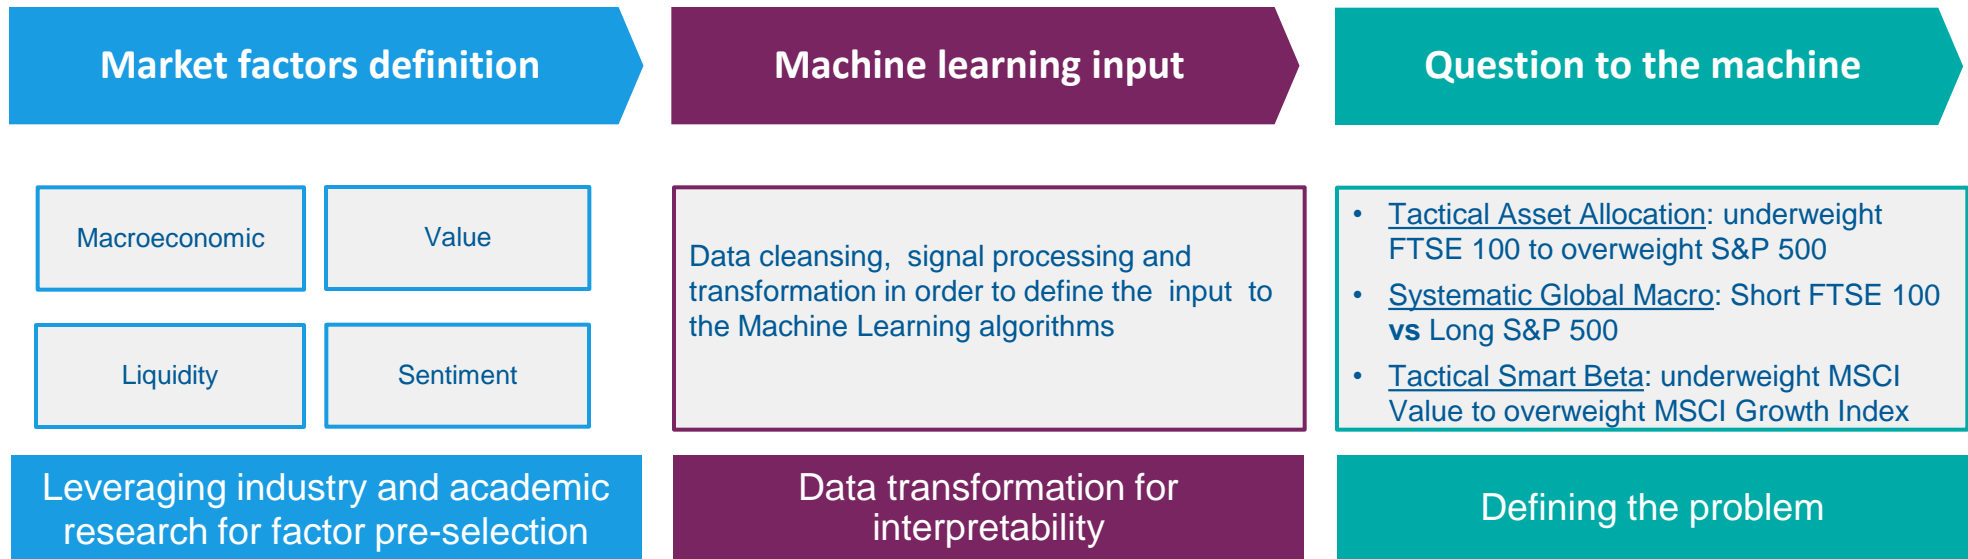 Market factors definition
Machine learning input
Question to the machine
Macroeconomic
Value
Liquidity
Sentiment
Data cleansing,  signal processing and
transformation in order to define the  input  to
the Machine Learning algorithms
• Tactical Asset Allocation: underweight
FTSE 100 to overweight S&P 500
• Systematic Global Macro: Short FTSE 100
vs Long S&P 500
• Tactical Smart Beta: underweight MSCI
Value to overweight MSCI Growth Index
Leveraging industry and academic
research for factor pre-selection
Data transformation for
interpretability
Defining the problem